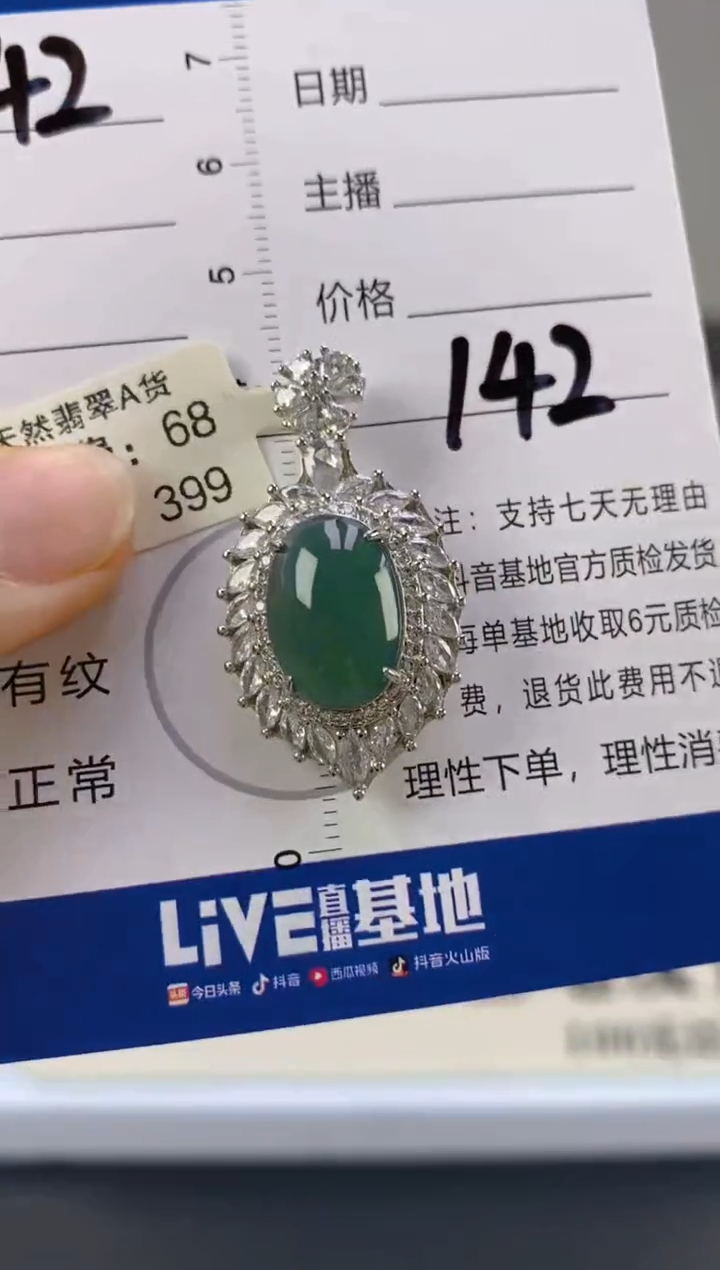 42
7
日期
6
主播
5
价格
142
天然翡翠A货
：68
399
注：支持七天无理由
抖音基地官方质检发货
每单基地收取6元质检
费，退货此费用不退
有纹
正常
理性下单，理性消
0
LiVE直播基地
头条 今日头条 抖音 西瓜视频 抖音火山版